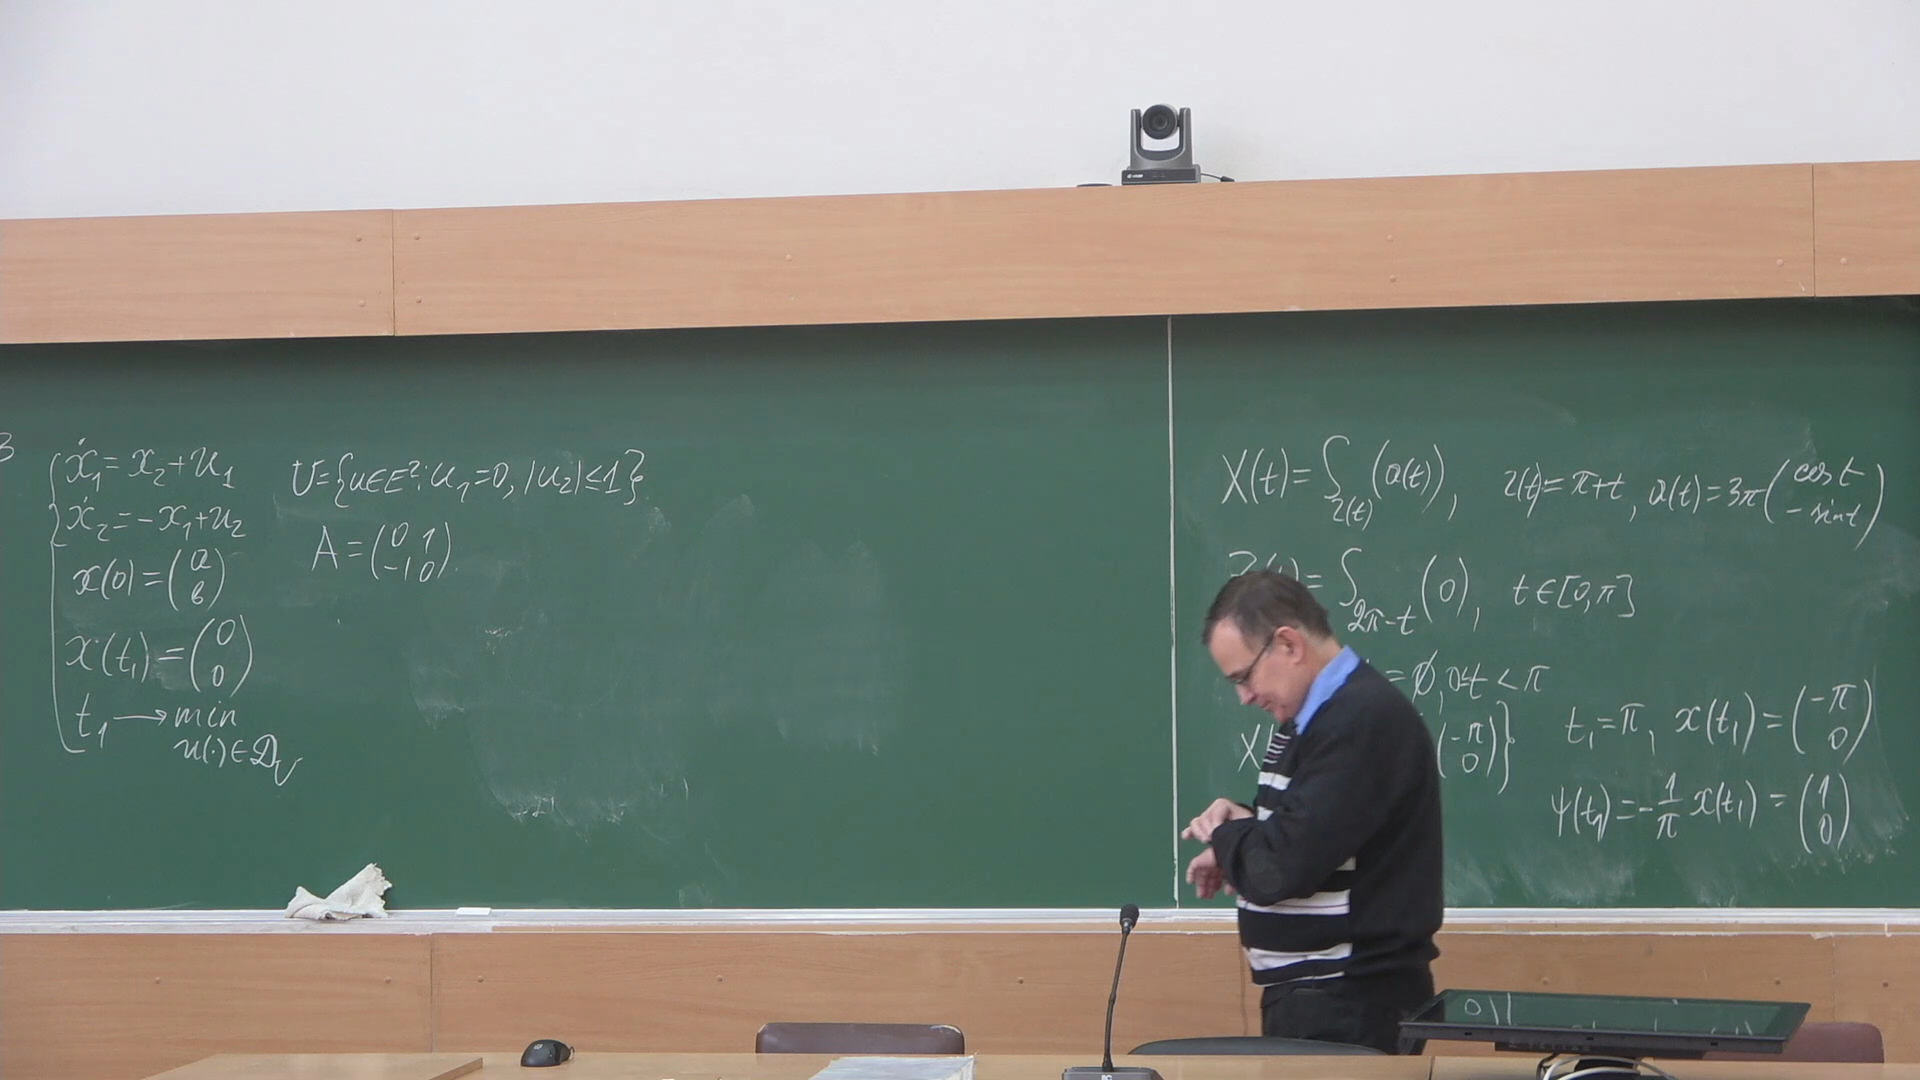 ẋ₁ = x₂ + u₁
ẋ₂ = -x₁ + u₂
x(0) = (a b)
x(t₁) = (0 0)
t₁ → min
u(·) ∈ D_U
U = {u ∈ E²: u₁ = 0, |u₂| ≤ 1}
A = (0 1 -1 0)
X(t) = S_{r(t)}(a(t)), r(t) = π + t, a(t) = 3π(cos t - sin t)
= S_{2π-t}(0), t ∈ [0, π]
= ∅, 0 ≤ t < π
X (-π 0)} t₁ = π, x(t₁) = (-π 0)
ψ(t₁) = -1/π x(t₁) = (1 0)